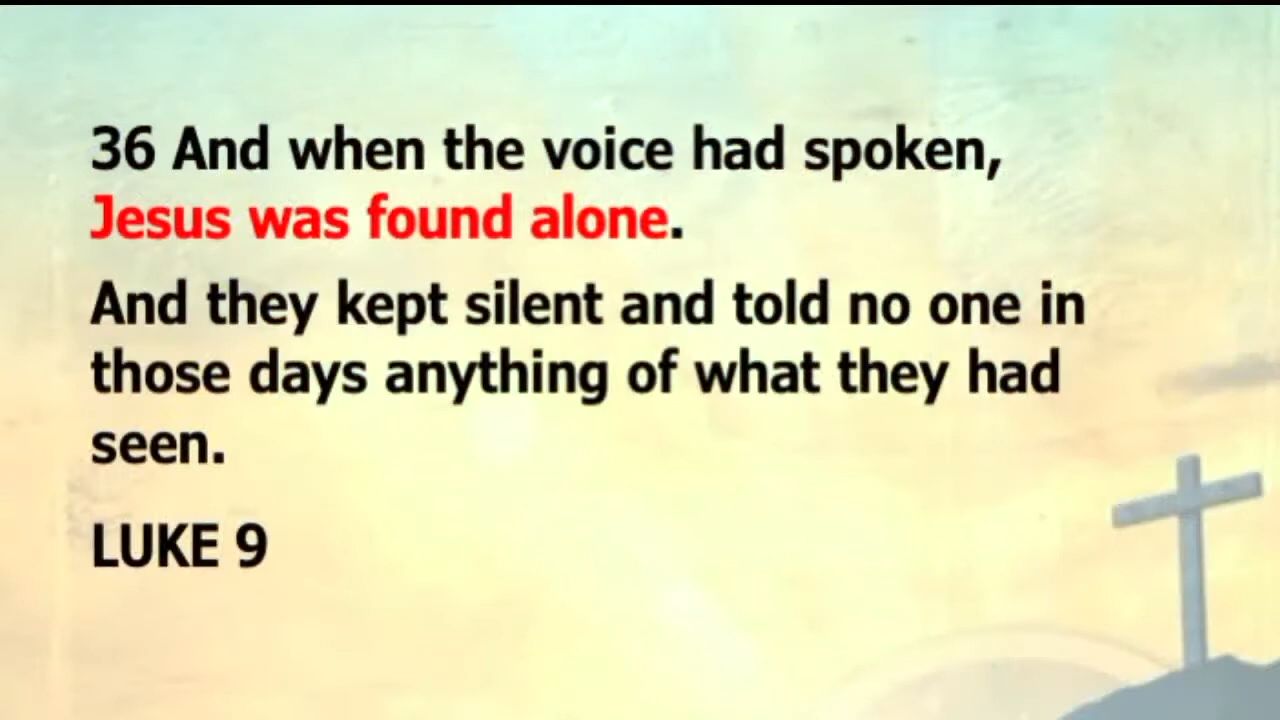 36 And when the voice had spoken,
Jesus was found alone.
And they kept silent and told no one in
those days anything of what they had
seen.
LUKE 9